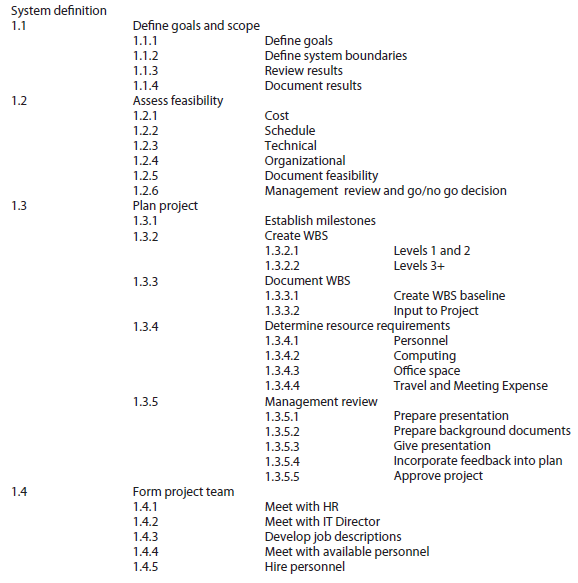 System definition
1.1 Define goals and scope
1.1.1 Define goals
1.1.2 Define system boundaries
1.1.3 Review results
1.1.4 Document results
1.2 Assess feasibility
1.2.1 Cost
1.2.2 Schedule
1.2.3 Technical
1.2.4 Organizational
1.2.5 Document feasibility
1.2.6 Management review and go/no go decision
1.3 Plan project
1.3.1 Establish milestones
1.3.2 Create WBS
1.3.2.1 Levels 1 and 2
1.3.2.2 Levels 3+
1.3.3 Document WBS
1.3.3.1 Create WBS baseline
1.3.3.2 Input to Project
1.3.4 Determine resource requirements
1.3.4.1 Personnel
1.3.4.2 Computing
1.3.4.3 Office space
1.3.4.4 Travel and Meeting Expense
1.3.5 Management review
1.3.5.1 Prepare presentation
1.3.5.2 Prepare background documents
1.3.5.3 Give presentation
1.3.5.4 Incorporate feedback into plan
1.3.5.5 Approve project
1.4 Form project team
1.4.1 Meet with HR
1.4.2 Meet with IT Director
1.4.3 Develop job descriptions
1.4.4 Meet with available personnel
1.4.5 Hire personnel